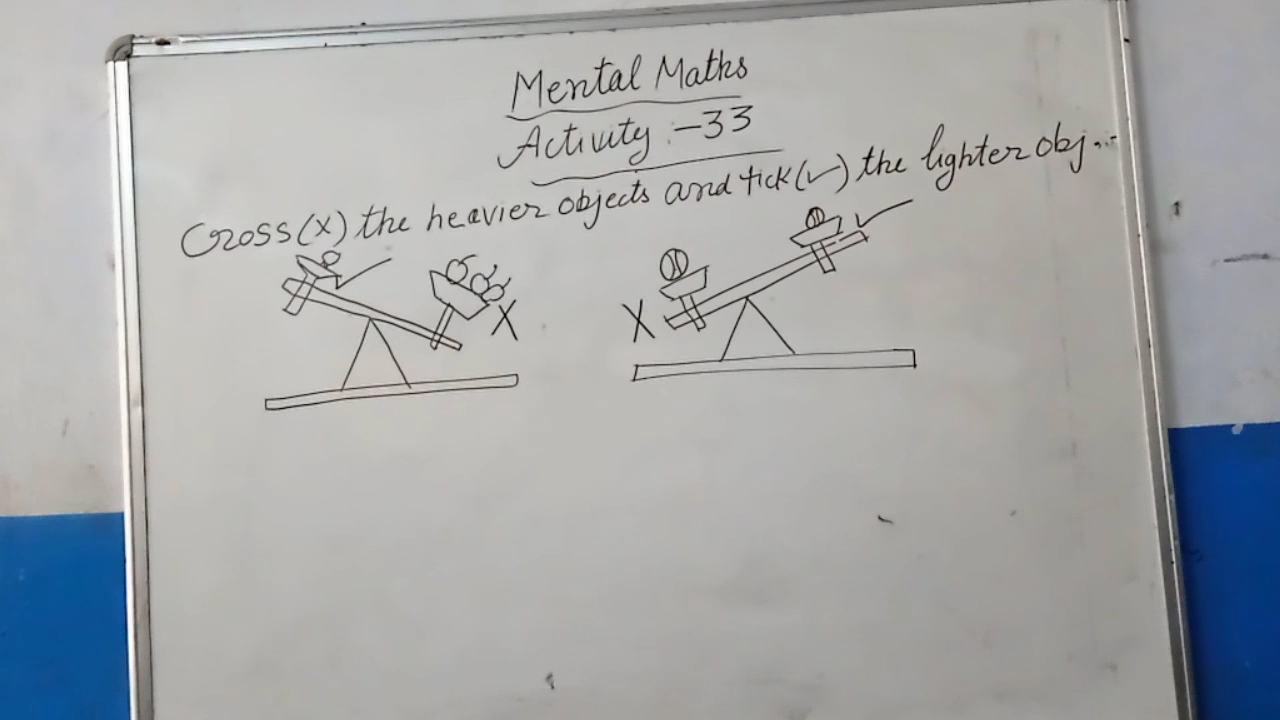 Mental Maths
Activity :-33
Cross(X) the heavier objects and tick(✓) the lighter obj...
✓ X X ✓